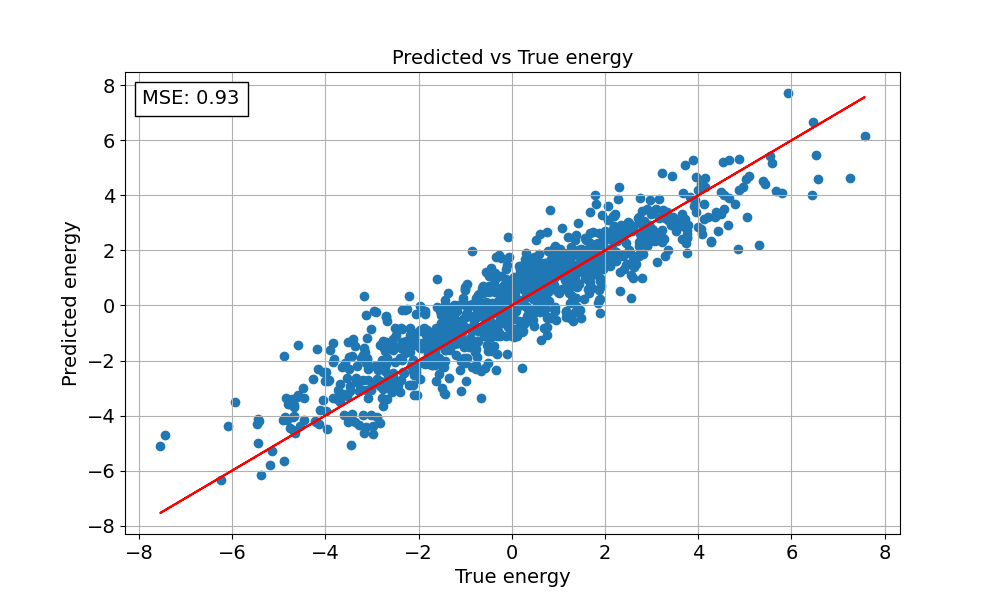 Predicted vs True energy
MSE: 0.93
8
6
4
2
0
−2
−4
−6
−8
Predicted energy
−8 −6 −4 −2 0 2 4 6 8
True energy